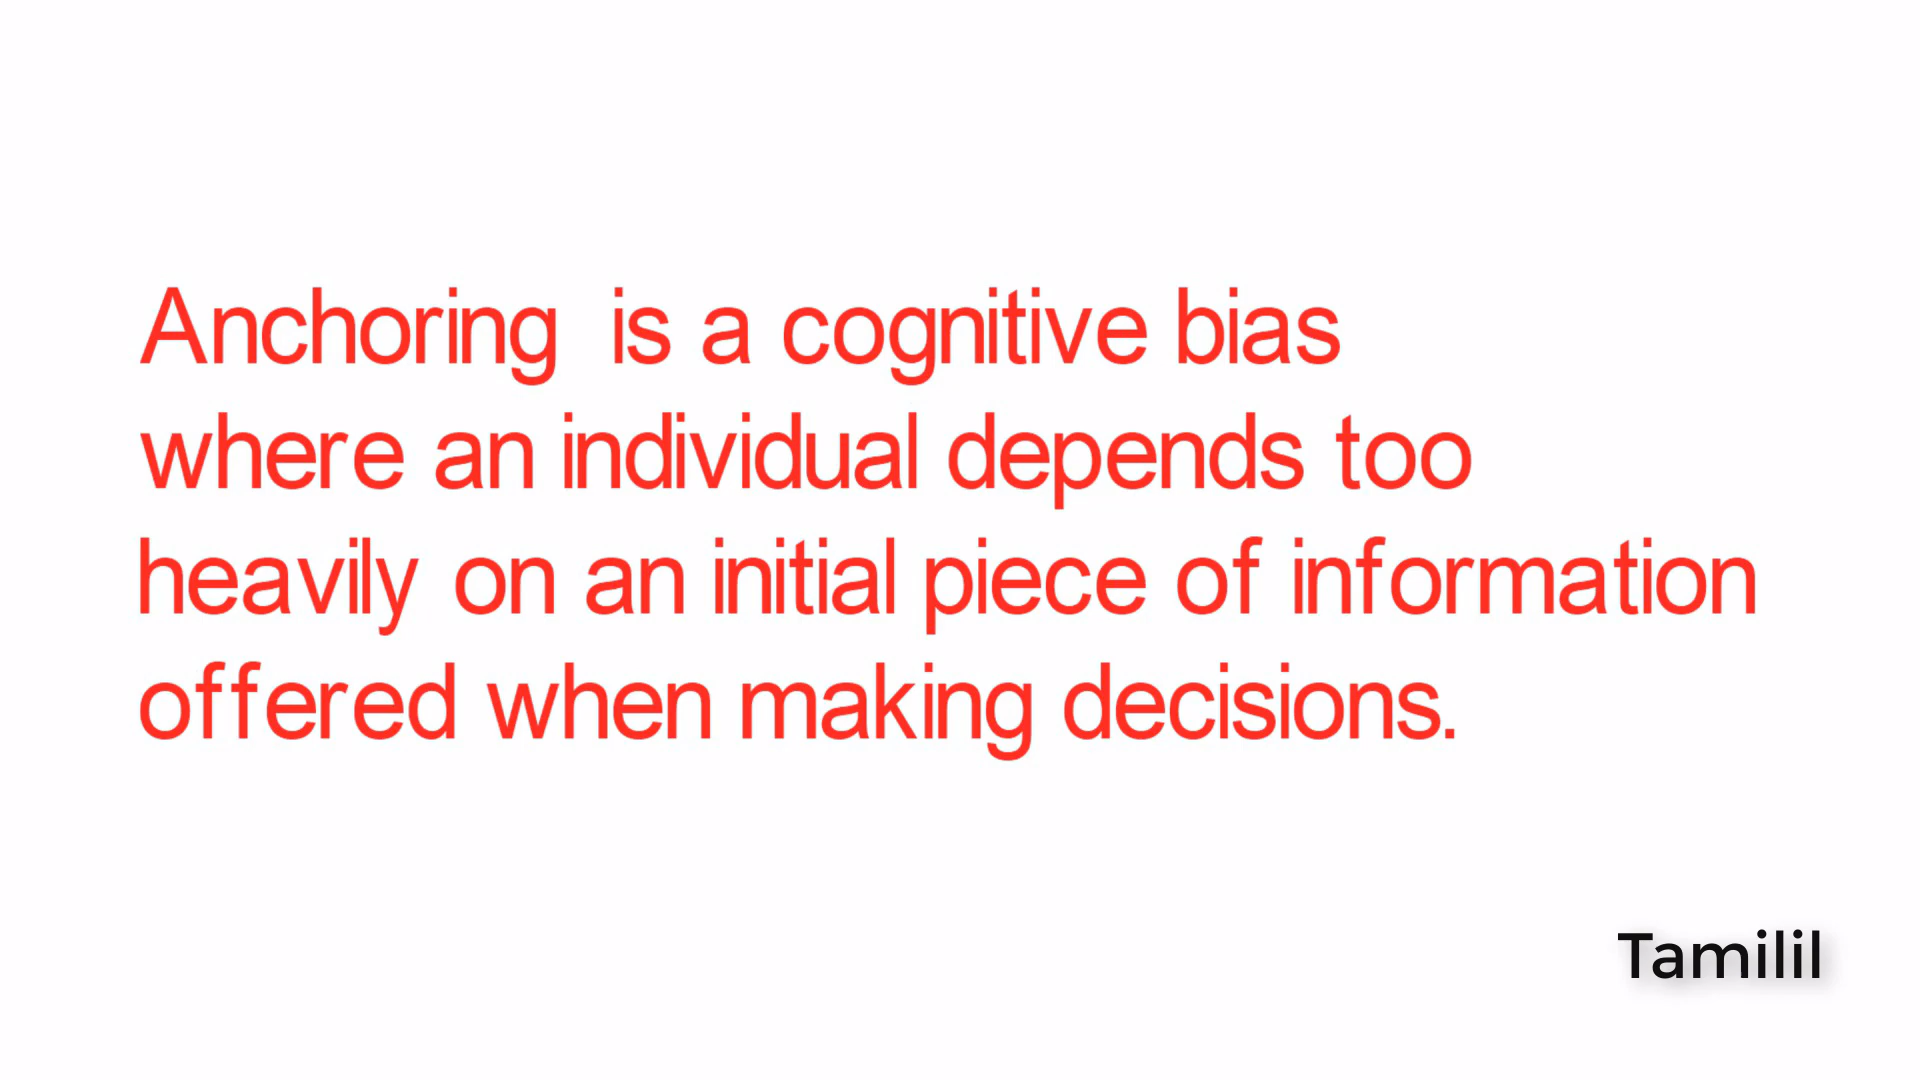 Anchoring is a cognitive bias
where an individual depends too
heavily on an initial piece of information
offered when making decisions.
Tamilil